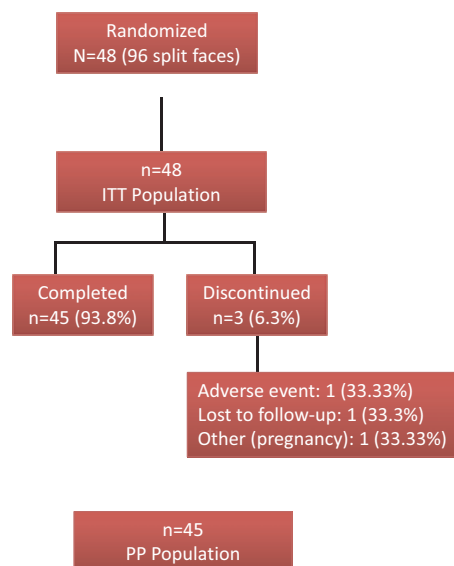 Randomized
N=48 (96 split faces)
n=48
ITT Population
Completed
n=45 (93.8%)
Discontinued
n=3 (6.3%)
Adverse event: 1 (33.33%)
Lost to follow-up: 1 (33.3%)
Other (pregnancy): 1 (33.33%)
n=45
PP Population